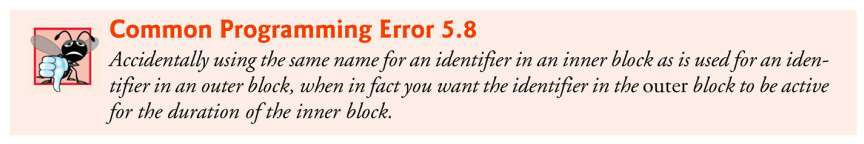 Common Programming Error 5.8
Accidentally using the same name for an identifier in an inner block as is used for an iden-
tifier in an outer block, when in fact you want the identifier in the outer block to be active
for the duration of the inner block.